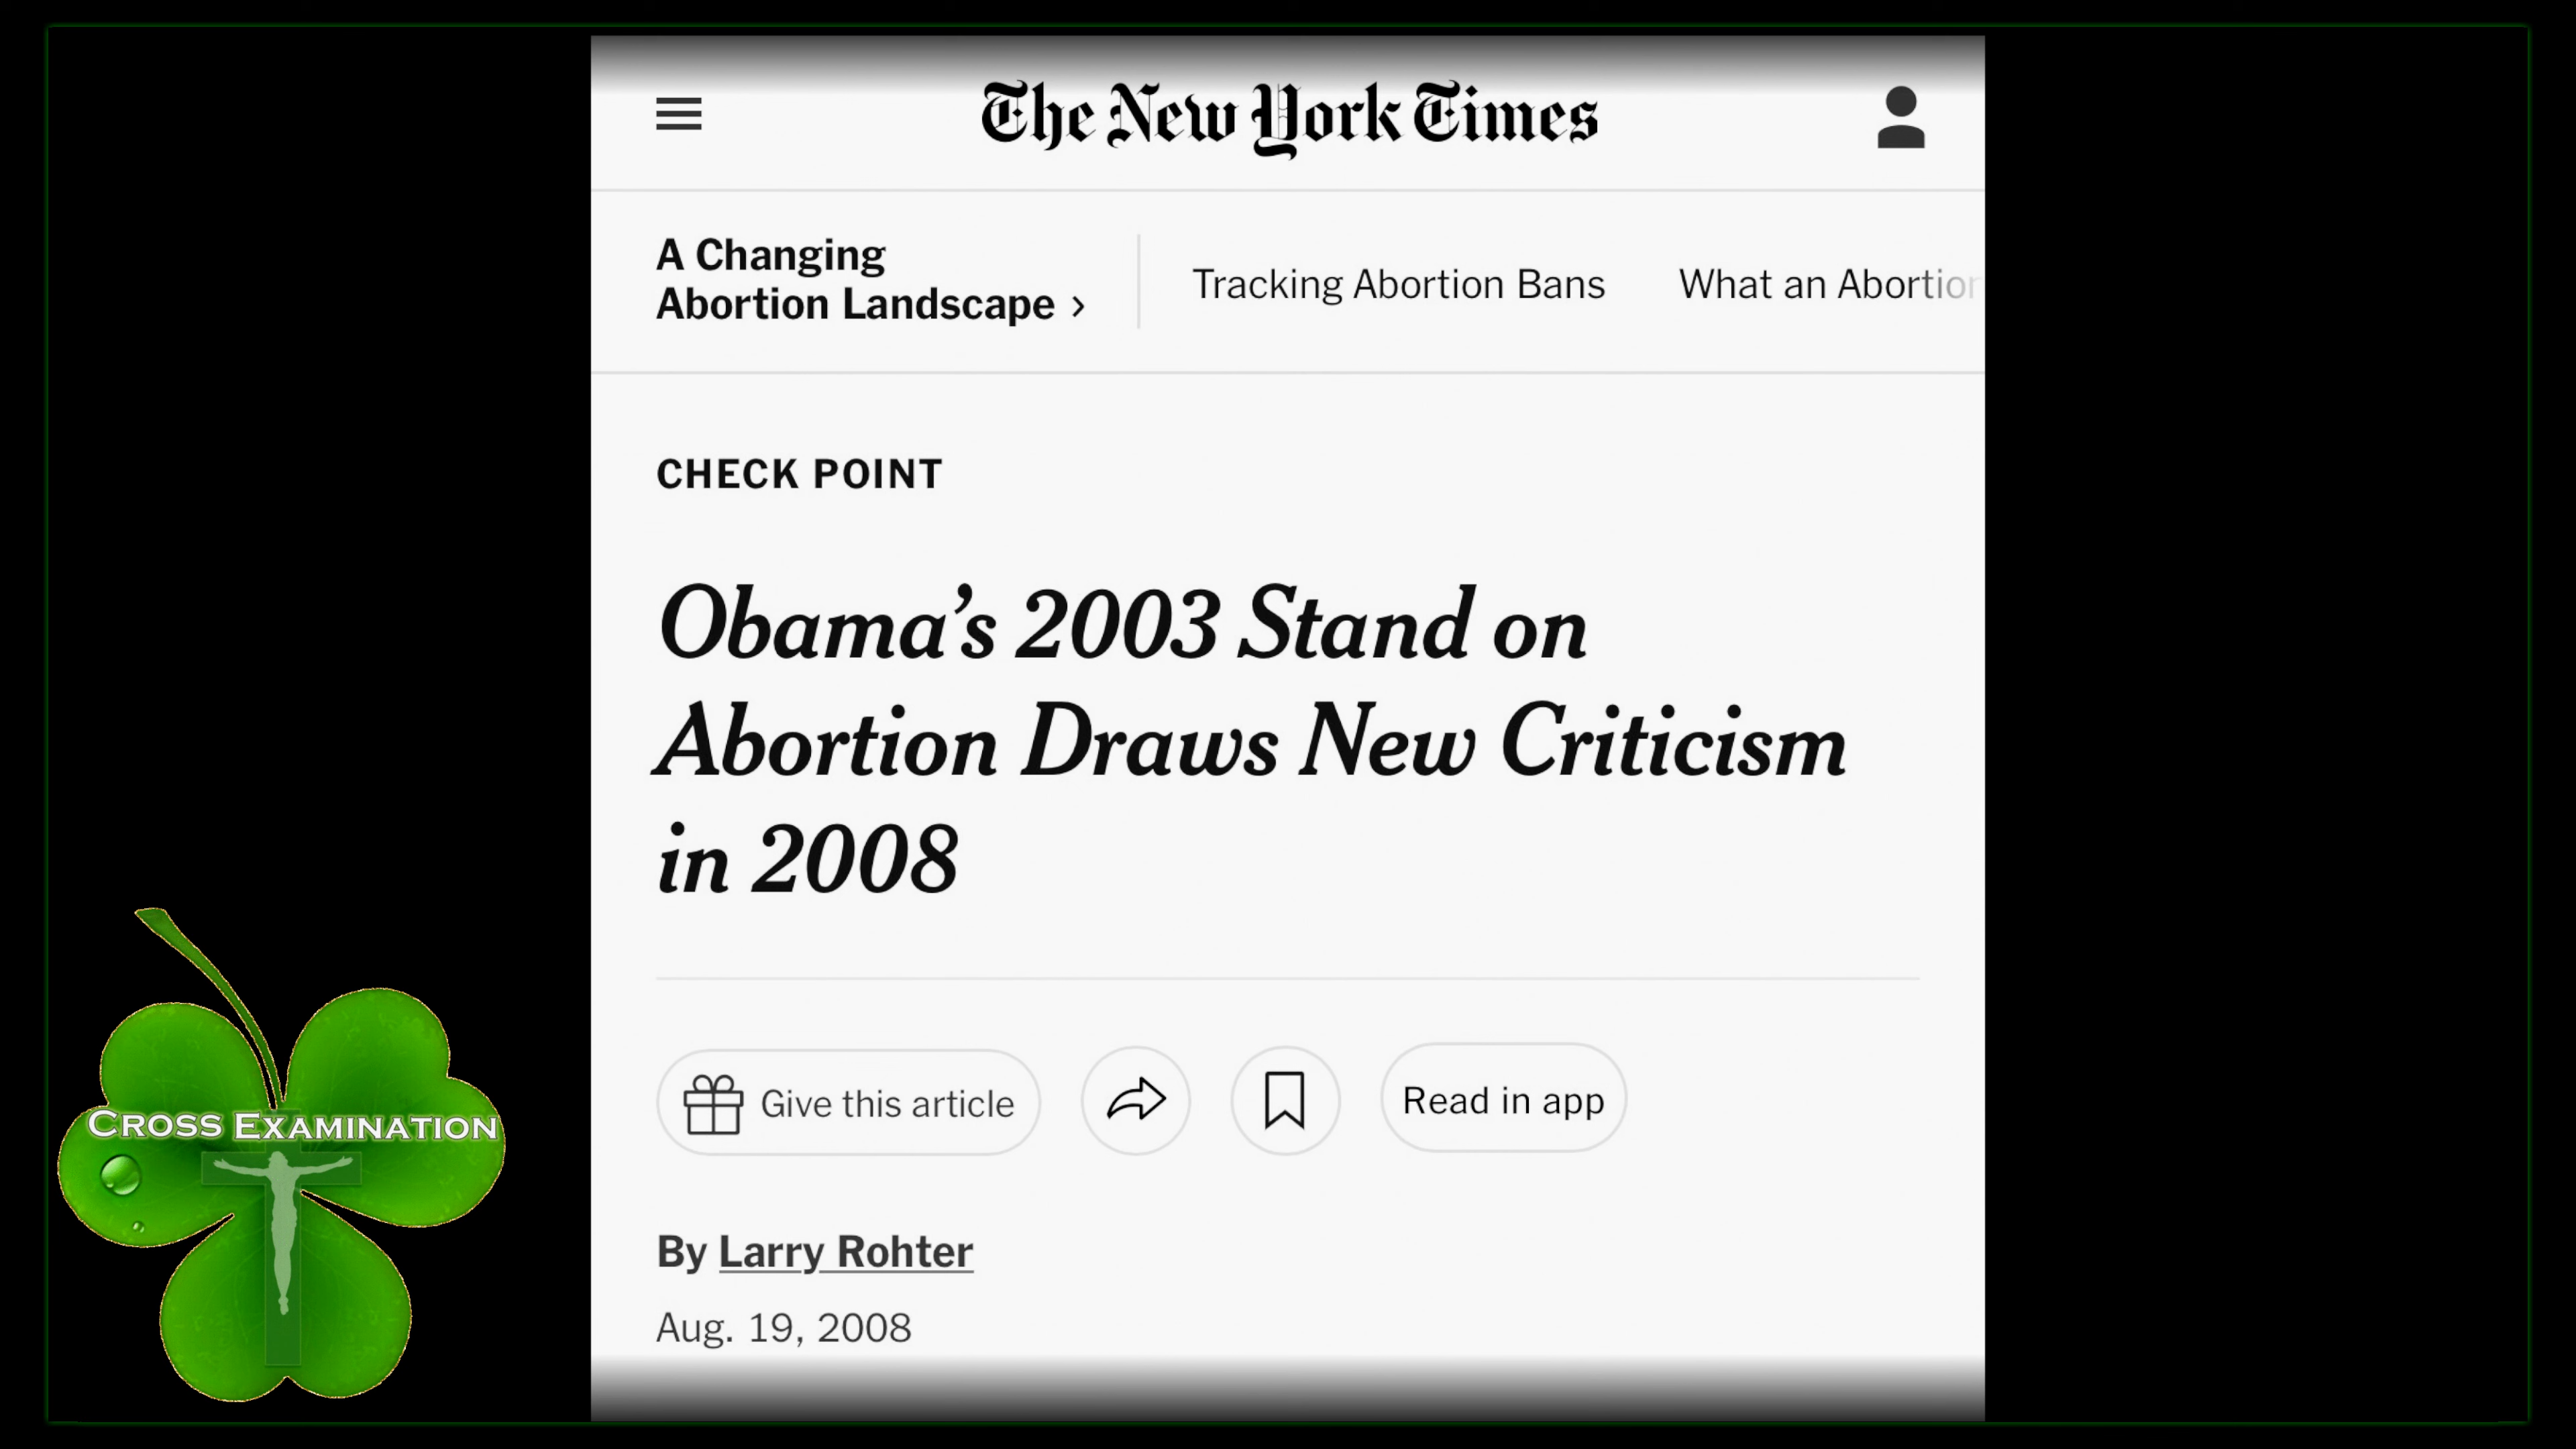 The New York Times
A Changing
Abortion Landscape >
Tracking Abortion Bans
What an Abortion
CHECK POINT
Obama’s 2003 Stand on
Abortion Draws New Criticism
in 2008
Give this article
Read in app
By Larry Rohter
Aug. 19, 2008
CROSS EXAMINATION